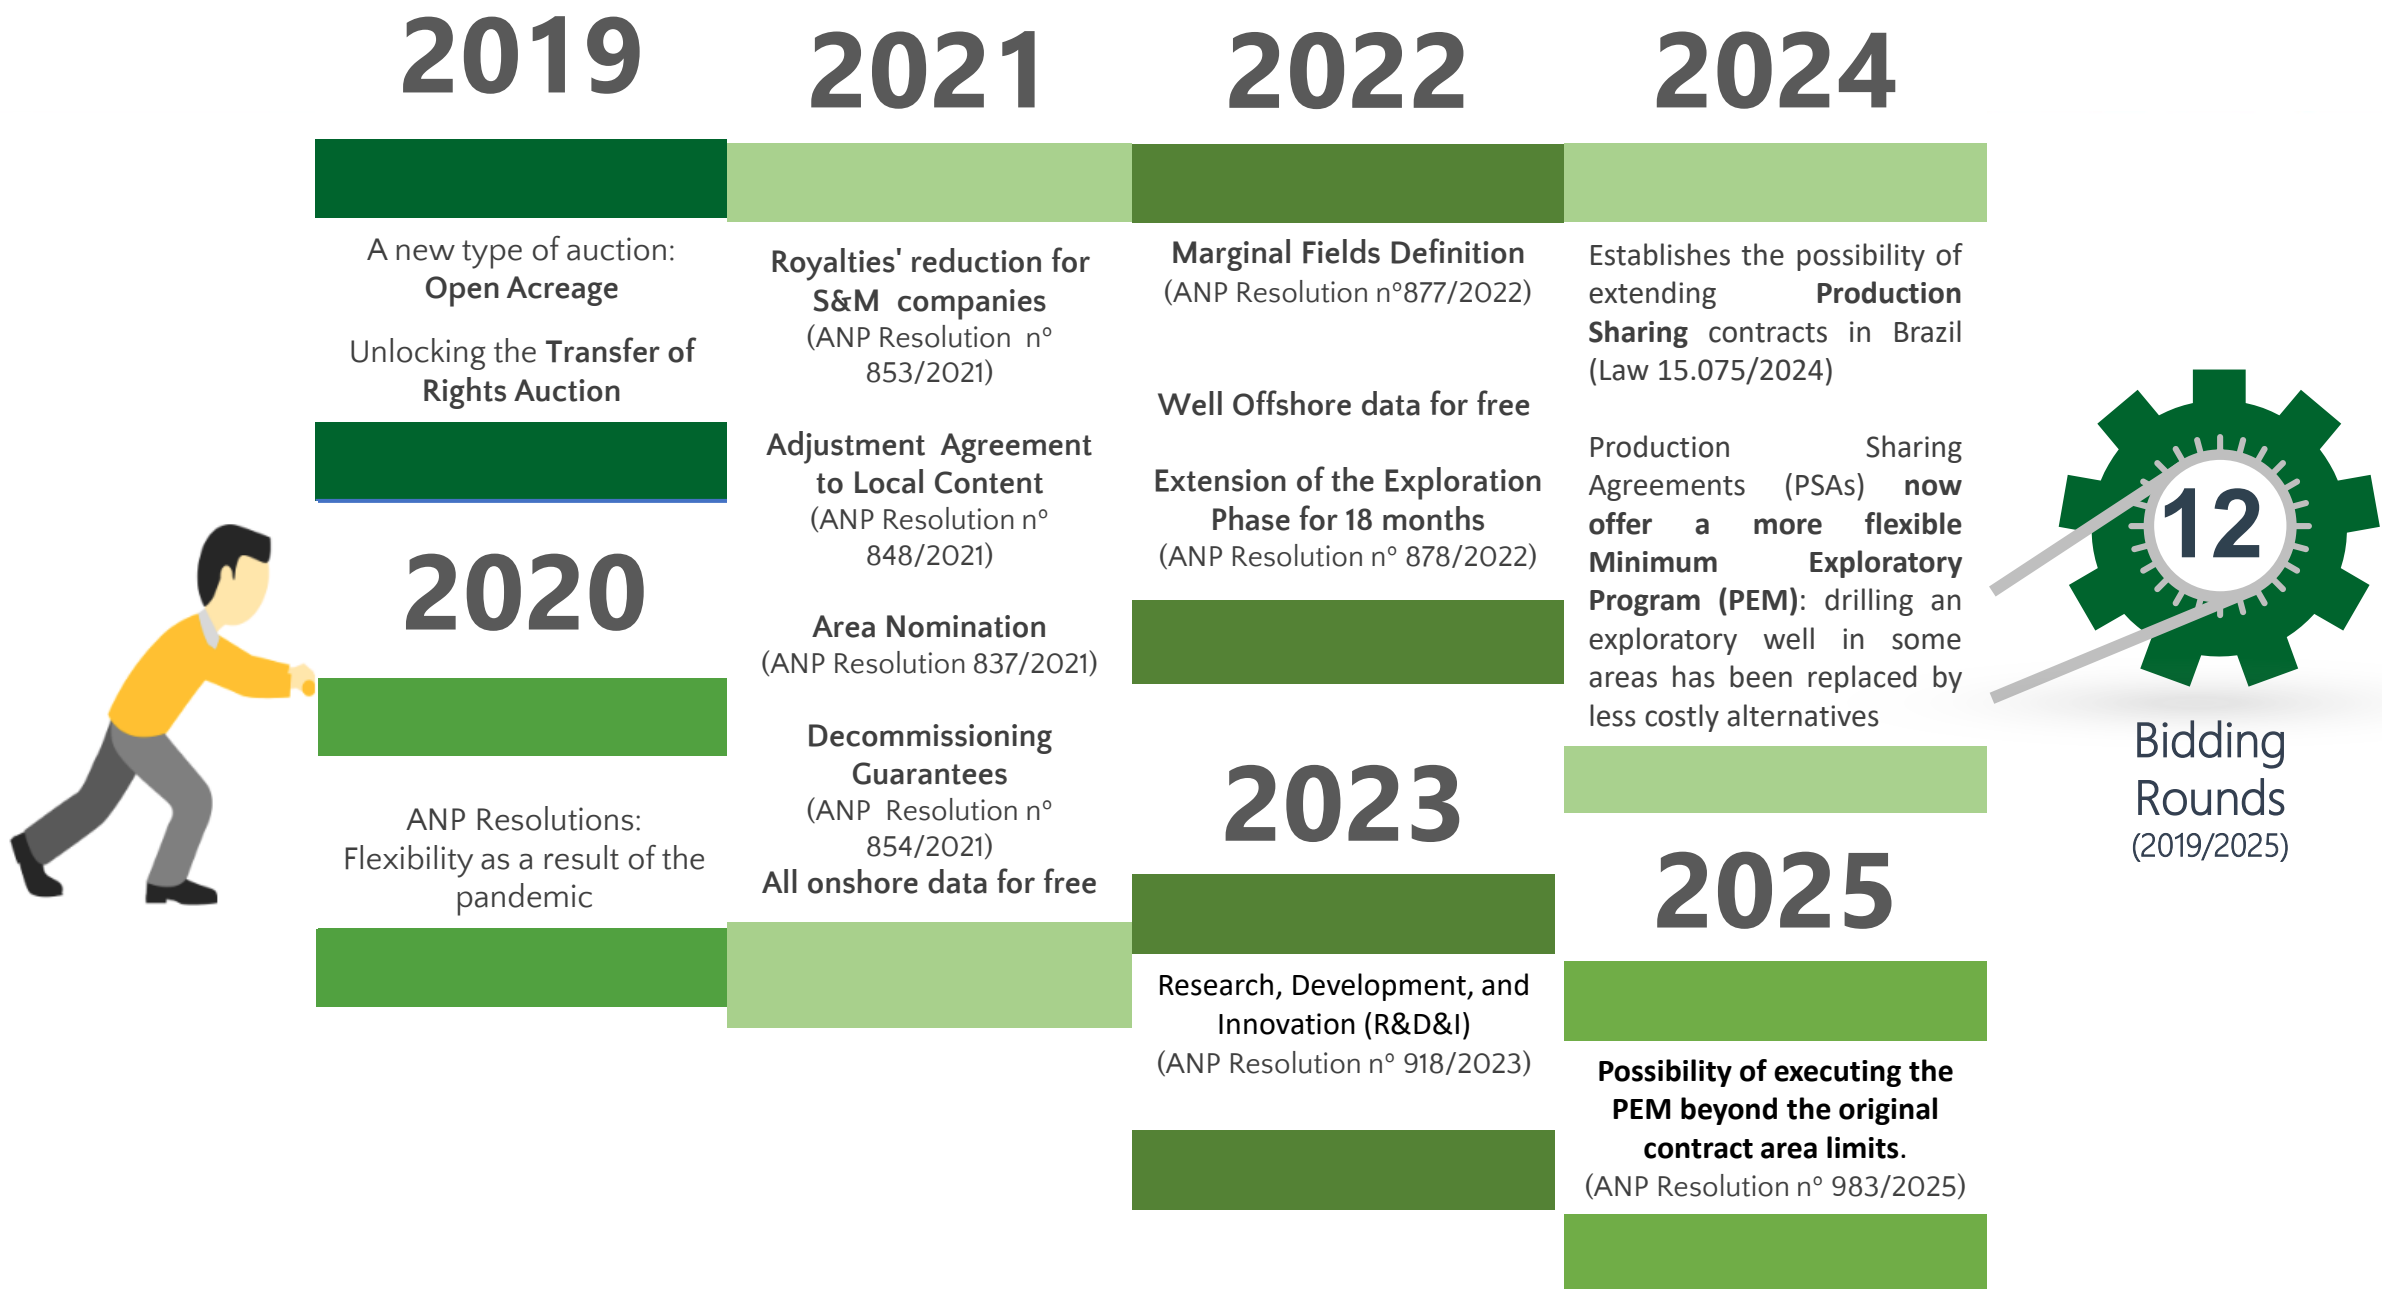 2019
A new type of auction:
Open Acreage
Unlocking the Transfer of
Rights Auction
2020
ANP Resolutions:
Flexibility as a result of the
pandemic
2021
Royalties' reduction for
S&M companies
(ANP Resolution nº
853/2021)
Adjustment Agreement
to Local Content
(ANP Resolution nº
848/2021)
Area Nomination
(ANP Resolution 837/2021)
Decommissioning
Guarantees
(ANP Resolution nº
854/2021)
All onshore data for free
2022
Marginal Fields Definition
(ANP Resolution nº877/2022)
Well Offshore data for free
Extension of the Exploration
Phase for 18 months
(ANP Resolution nº 878/2022)
2023
Research, Development, and
Innovation (R&D&I)
(ANP Resolution nº 918/2023)
2024
Establishes the possibility of
extending Production
Sharing contracts in Brazil
(Law 15.075/2024)
Production Sharing
Agreements (PSAs) now
offer a more flexible
Minimum Exploratory
Program (PEM): drilling an
exploratory well in some
areas has been replaced by
less costly alternatives
2025
Possibility of executing the
PEM beyond the original
contract area limits.
(ANP Resolution nº 983/2025)
12
Bidding
Rounds
(2019/2025)